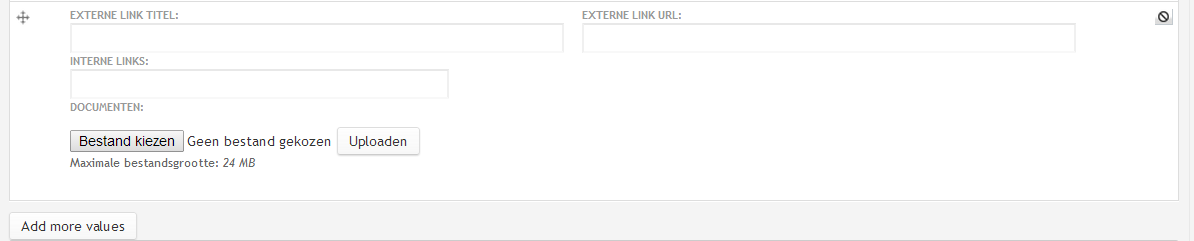 EXTERNE LINK TITEL: EXTERNE LINK URL:
INTERNE LINKS:
DOCUMENTEN:
Bestand kiezen Geen bestand gekozen Uploaden
Maximale bestandsgrootte: 24 MB
Add more values